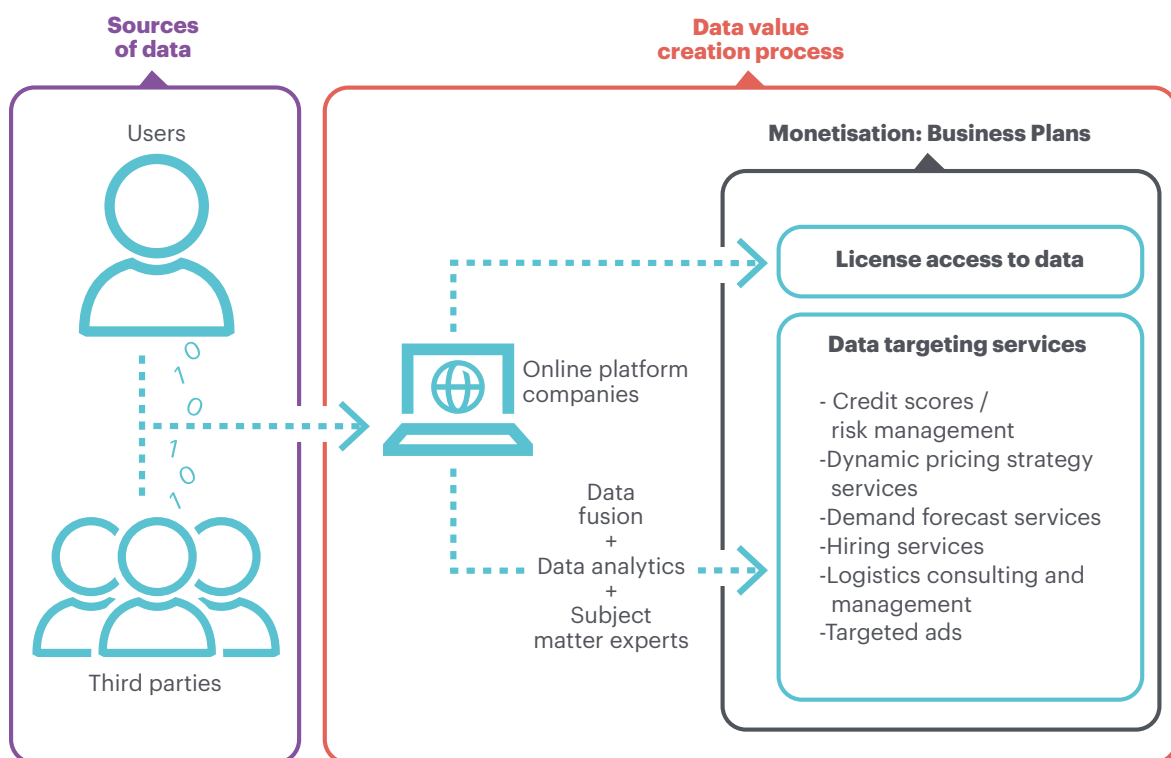 Sources
of data
Users
0
1
0
1
0
1
Third parties
Data value
creation process
Online platform
companies
Data
fusion
+
Data analytics
+
Subject
matter experts
Monetisation: Business Plans
License access to data
Data targeting services
- Credit scores /
risk management
-Dynamic pricing strategy
services
-Demand forecast services
-Hiring services
-Logistics consulting and
management
-Targeted ads